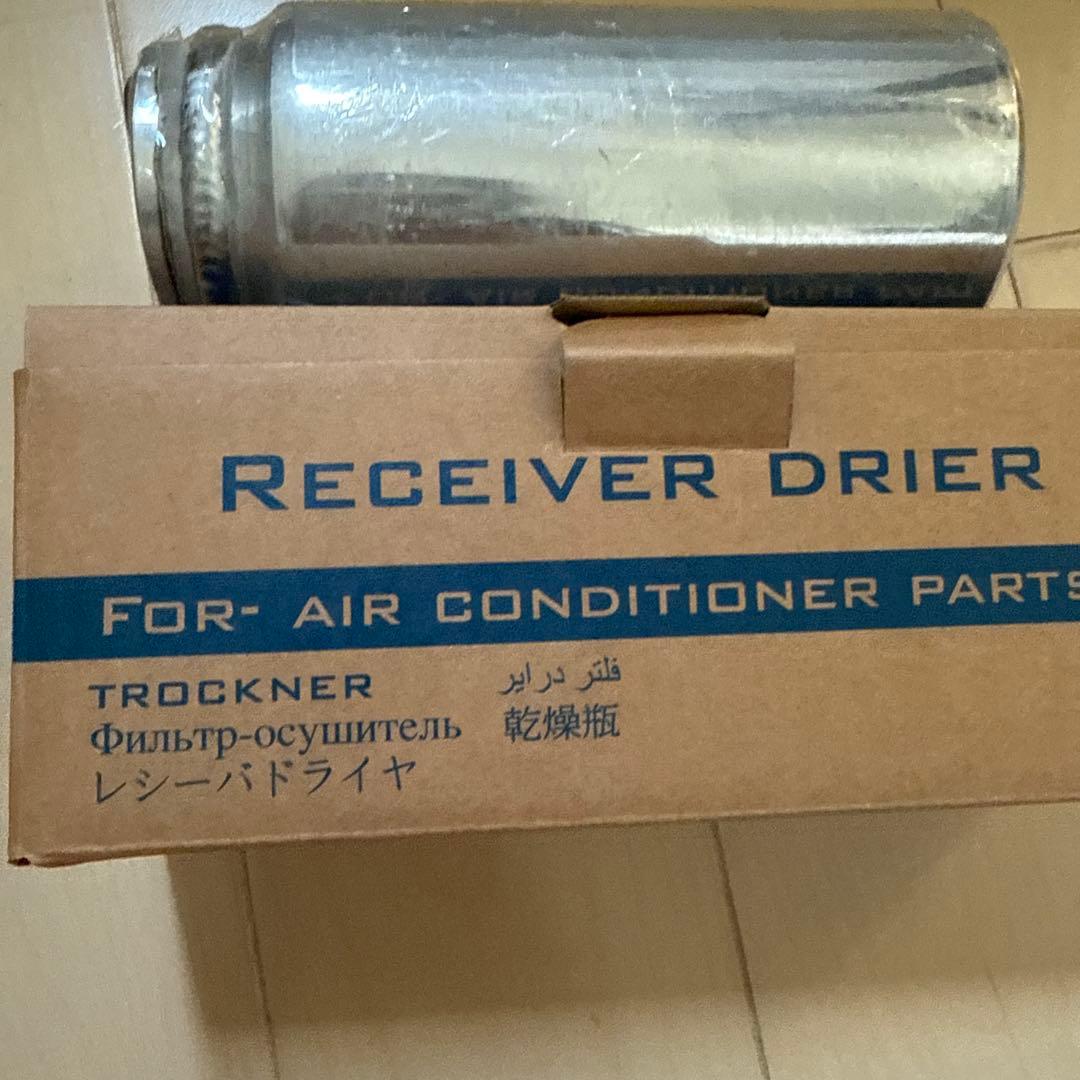 RECEIVER DRIER
FOR- AIR CONDITIONER PARTS
TROCKNER
فلتر دراير
Фильтр-осушитель
乾燥瓶
レシーバドライヤ